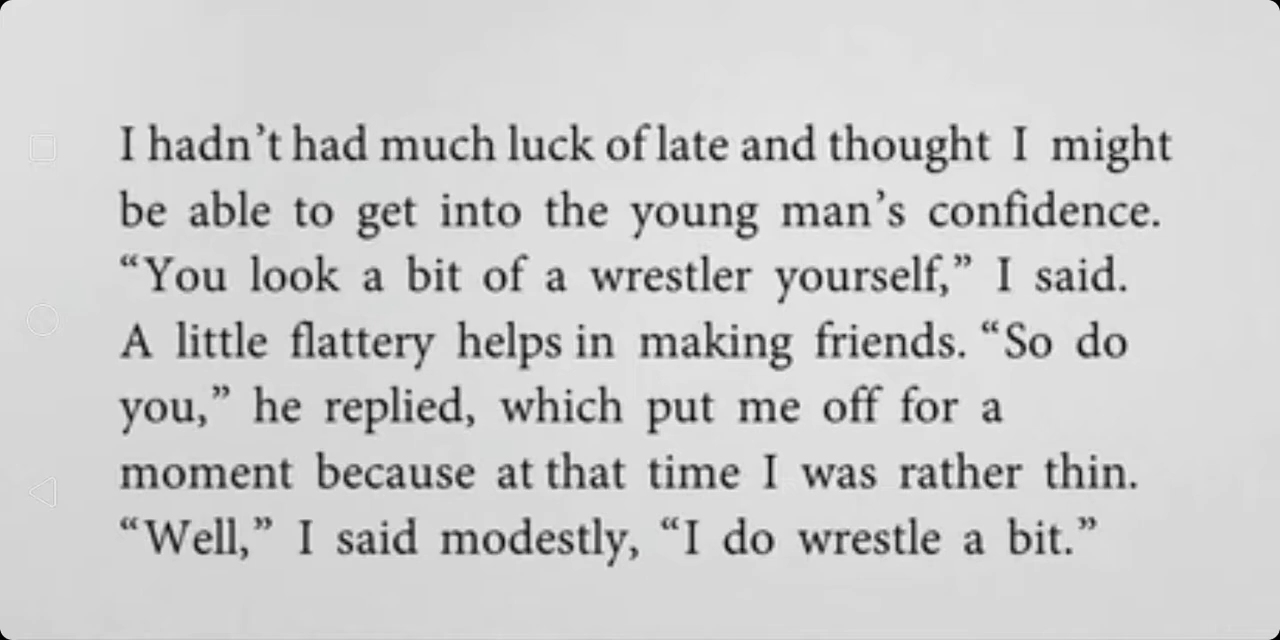 I hadn’t had much luck of late and thought I might
be able to get into the young man’s confidence.
“You look a bit of a wrestler yourself,” I said.
A little flattery helps in making friends. “So do
you,” he replied, which put me off for a
moment because at that time I was rather thin.
“Well,” I said modestly, “I do wrestle a bit.”